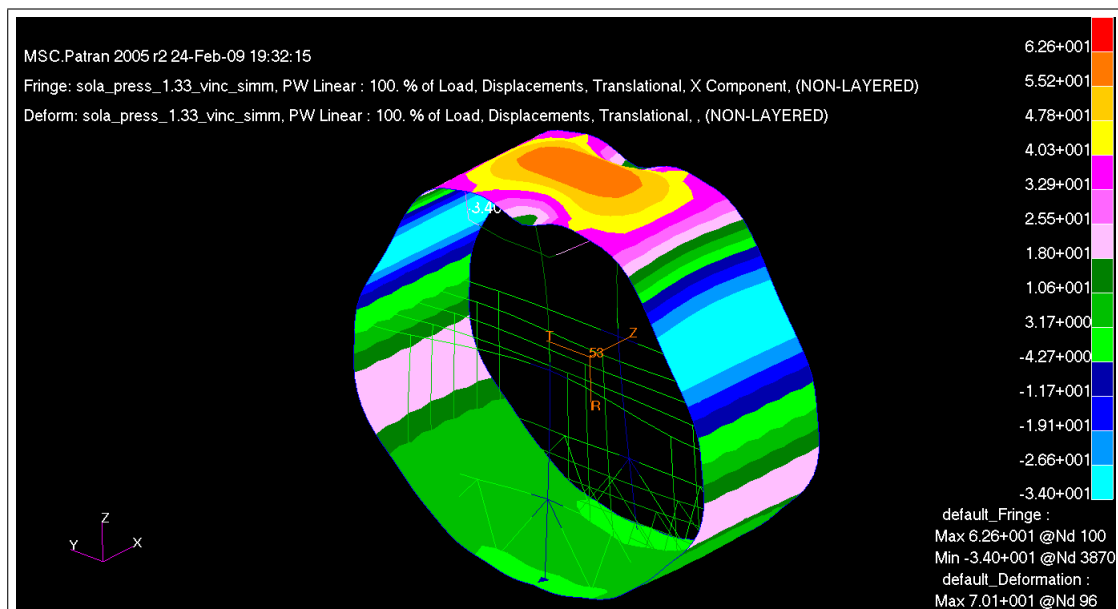 MSC.Patran 2005 r2 24-Feb-09 19:32:15
Fringe: sola_press_1.33_vinc_simm, PW Linear : 100. % of Load, Displacements, Translational, X Component, (NON-LAYERED)
Deform: sola_press_1.33_vinc_simm, PW Linear : 100. % of Load, Displacements, Translational, , (NON-LAYERED)
6.26+001
5.52+001
4.78+001
4.03+001
3.29+001
2.55+001
1.80+001
1.06+001
3.17+000
-4.27+000
-1.17+001
-1.91+001
-2.66+001
-3.40+001
T
Z
53
R
Z
Y
X
default_Fringe :
Max 6.26+001 @Nd 100
Min -3.40+001 @Nd 3870
default_Deformation :
Max 7.01+001 @Nd 96